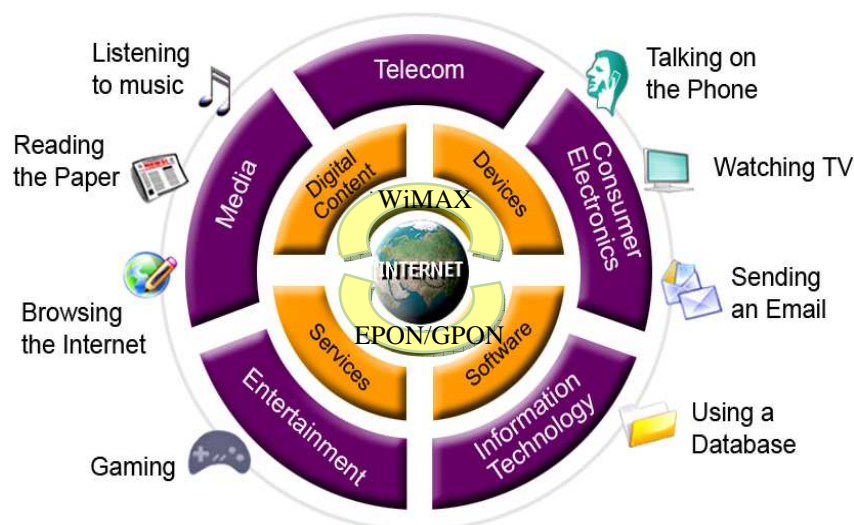 Listening
to music
Telecom
Talking on
the Phone
Reading
the Paper
Media
Digital
Content
Devices
Consumer
Electronics
Watching TV
WiMAX
INTERNET
Browsing
the Internet
Sending
an Email
EPON/GPON
Services
Software
Entertainment
Information
Technology
Gaming
Using a
Database